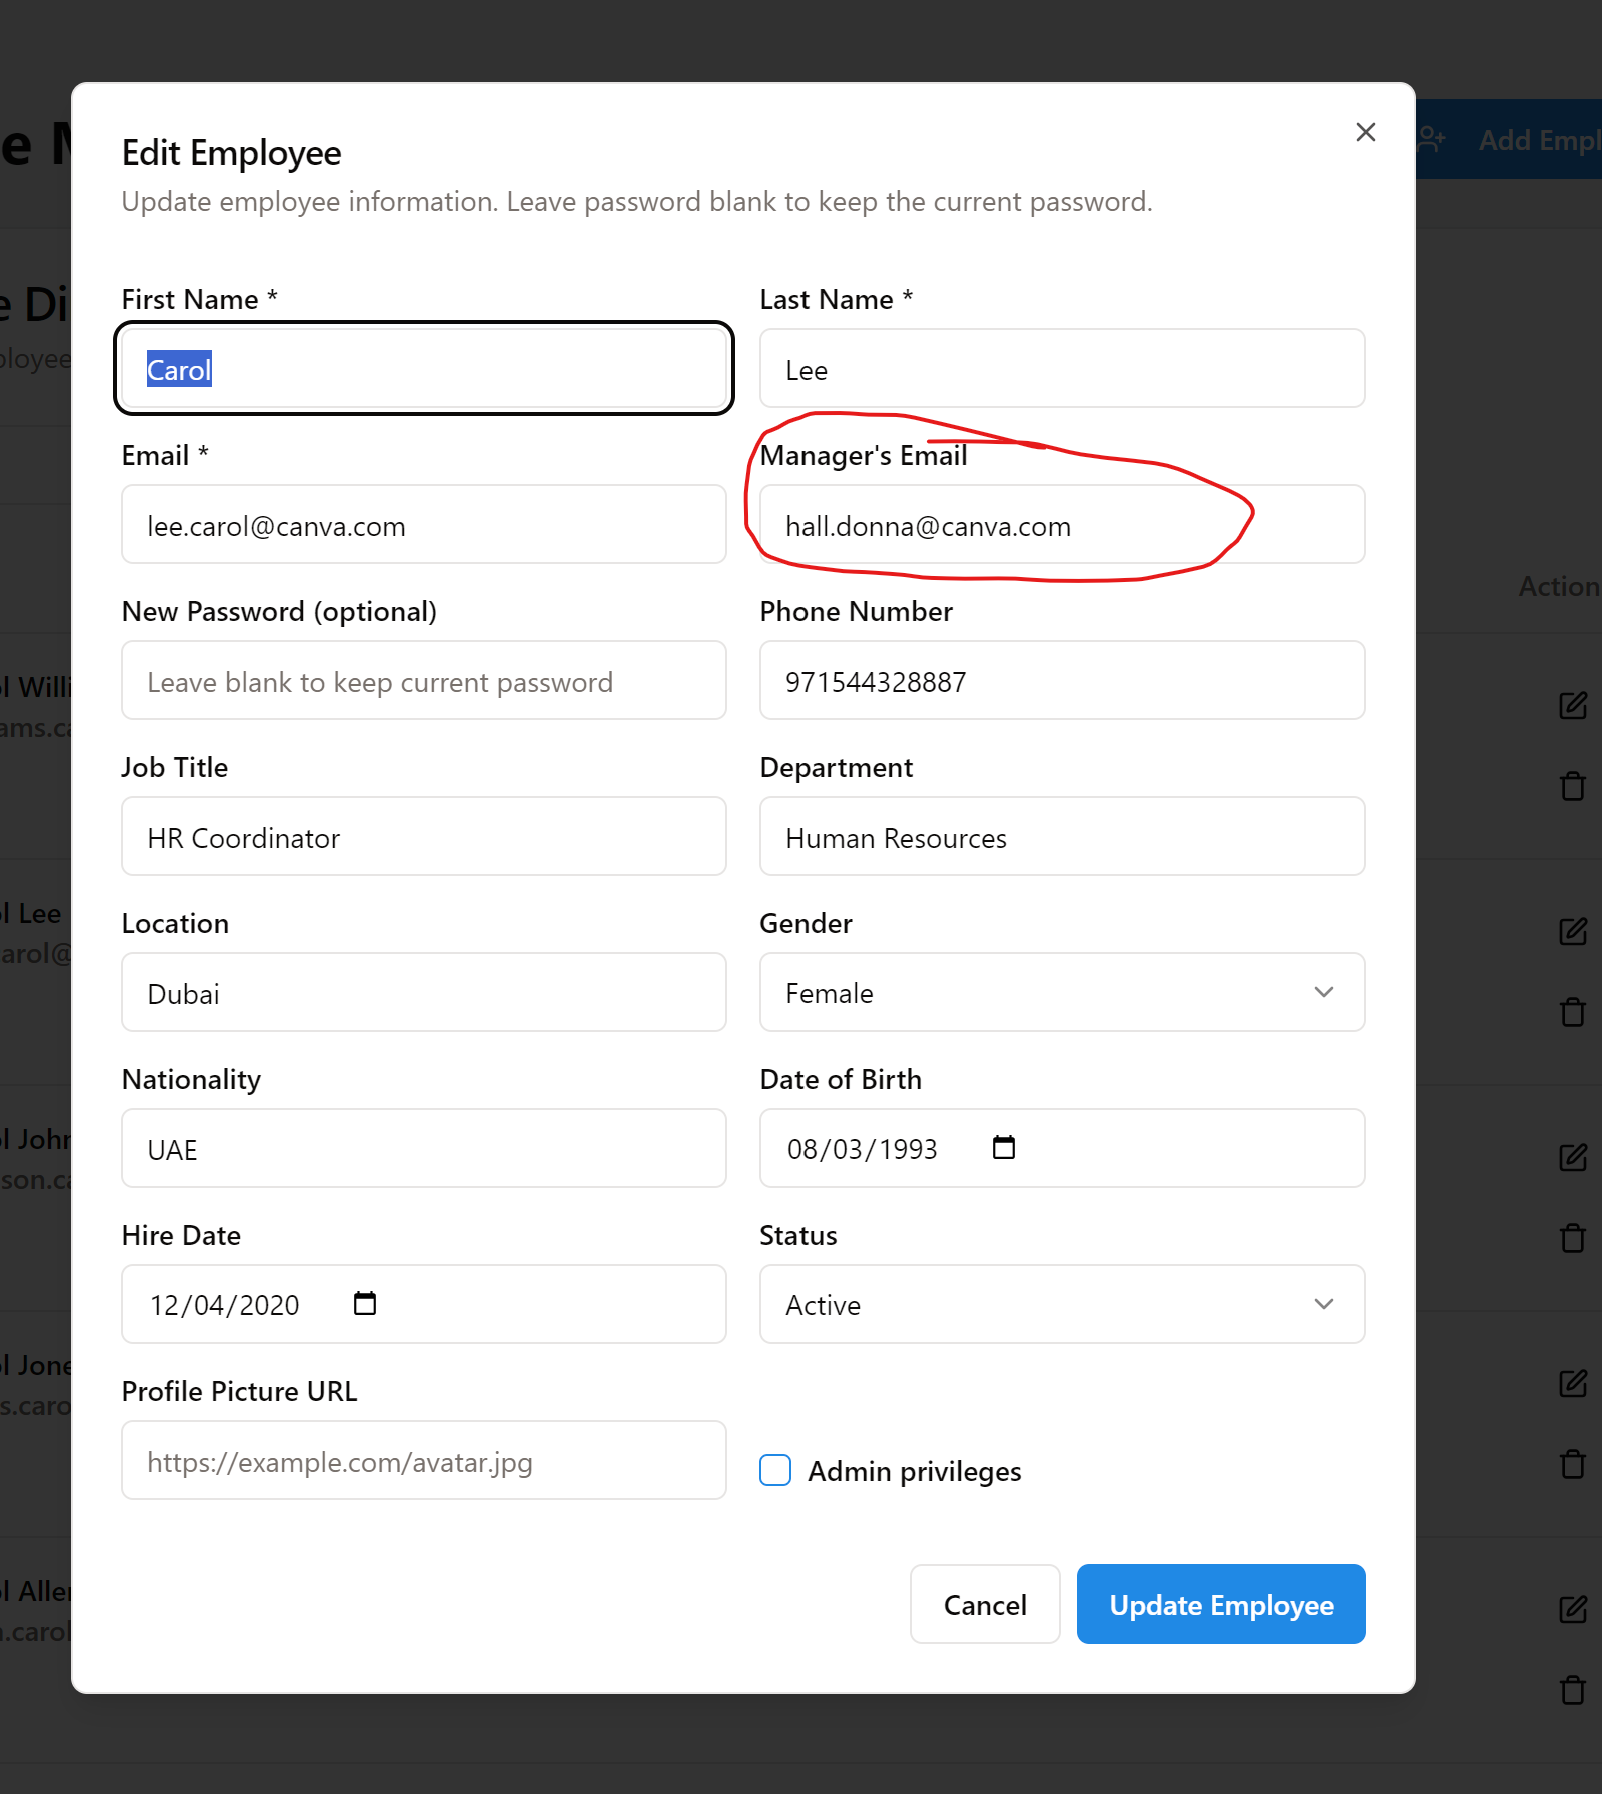 Edit Employee
Update employee information. Leave password blank to keep the current password.
Add Empl
First Name *
Last Name *
Carol
Lee
Email *
Manager's Email
lee.carol@canva.com
hall.donna@canva.com
Action
New Password (optional)
Phone Number
Leave blank to keep current password
971544328887
Job Title
Department
HR Coordinator
Human Resources
Location
Gender
Dubai
Female
Nationality
Date of Birth
UAE
08/03/1993
Hire Date
Status
12/04/2020
Active
Profile Picture URL
https://example.com/avatar.jpg
Admin privileges
Cancel
Update Employee
e M
e Di
ployee
ol Willi
ams.ca
ol Lee
arol@
ol John
son.ca
ol Jone
s.caro
ol Aller
.carol